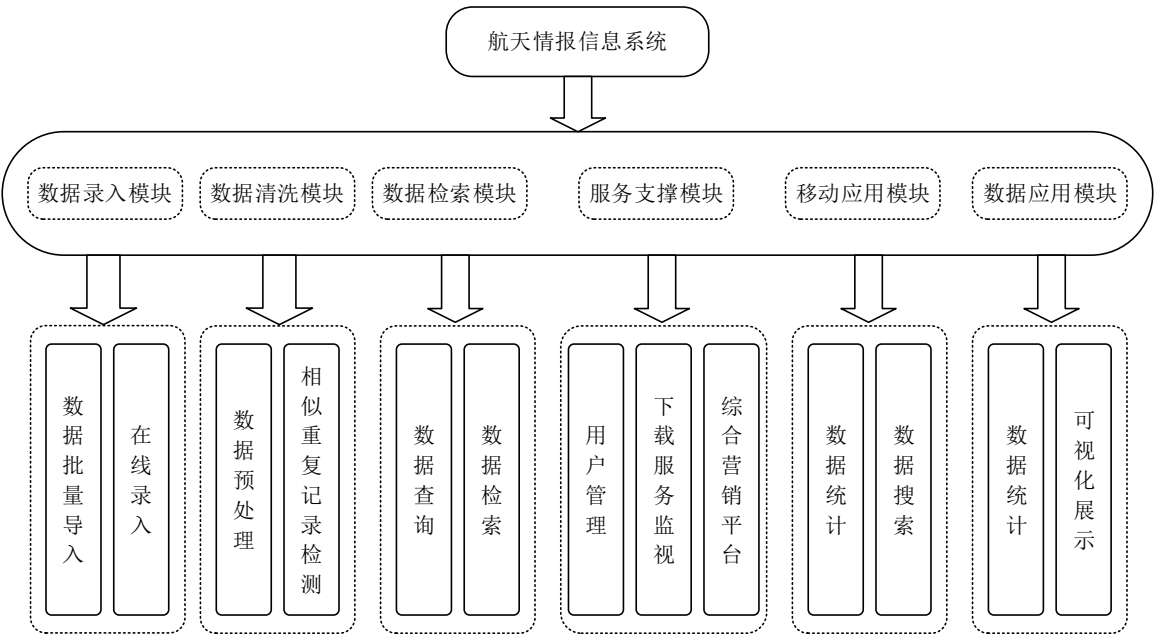 航天情报信息系统
数据录入模块
数据清洗模块
数据检索模块
服务支撑模块
移动应用模块
数据应用模块
数据批量导入
在线录入
数据预处理
相似重复记录检测
数据查询
数据检索
用户管理
下载服务监视
综合营销平台
数据统计
数据搜索
数据统计
可视化展示